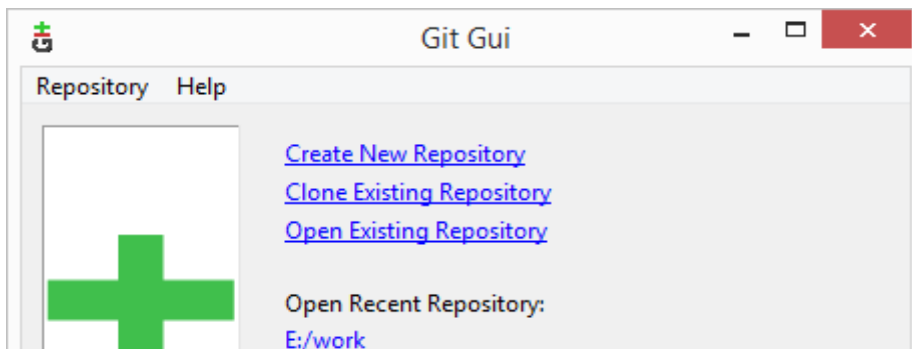 Git Gui
Repository Help
Create New Repository
Clone Existing Repository
Open Existing Repository
Open Recent Repository:
E:/work